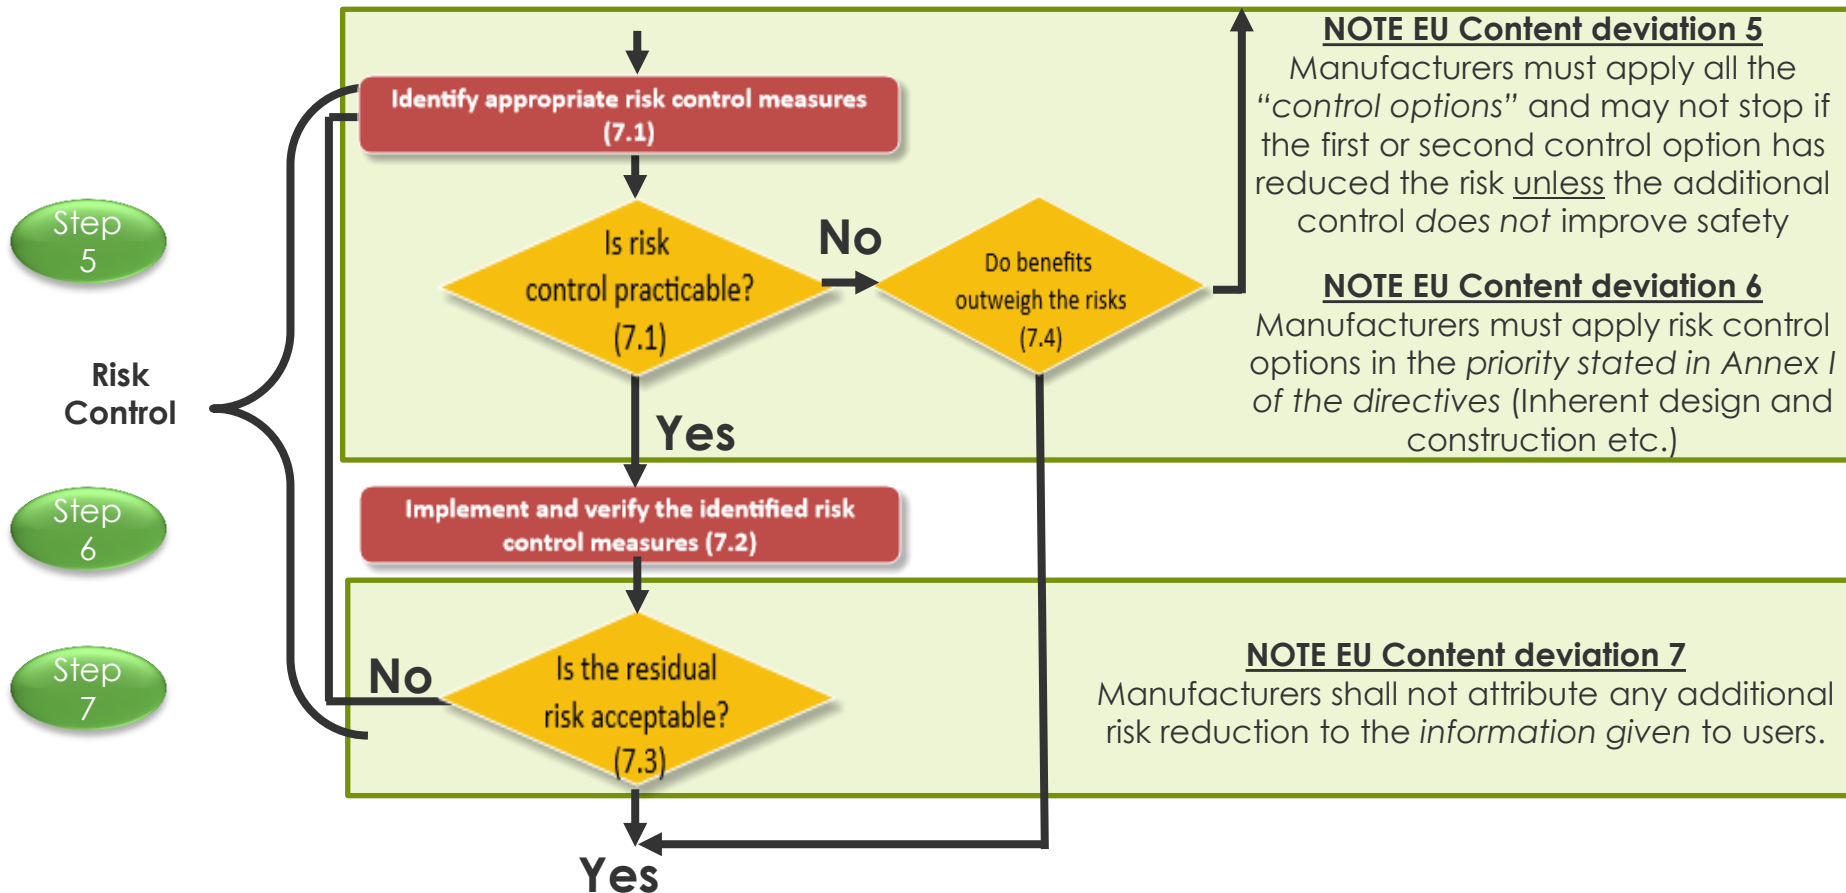 NOTE EU Content deviation 5
Manufacturers must apply all the
“control options” and may not stop if
the first or second control option has
reduced the risk unless the additional
control does not improve safety
NOTE EU Content deviation 6
Manufacturers must apply risk control
options in the priority stated in Annex I
of the directives (Inherent design and
construction etc.)
Identify appropriate risk control measures
(7.1)
Step
5
Is risk
control practicable?
(7.1)
No
Do benefits
outweigh the risks
(7.4)
Risk
Control
Yes
Step
6
Implement and verify the identified risk
control measures (7.2)
Step
7
No
Is the residual
risk acceptable?
(7.3)
NOTE EU Content deviation 7
Manufacturers shall not attribute any additional
risk reduction to the information given to users.
Yes